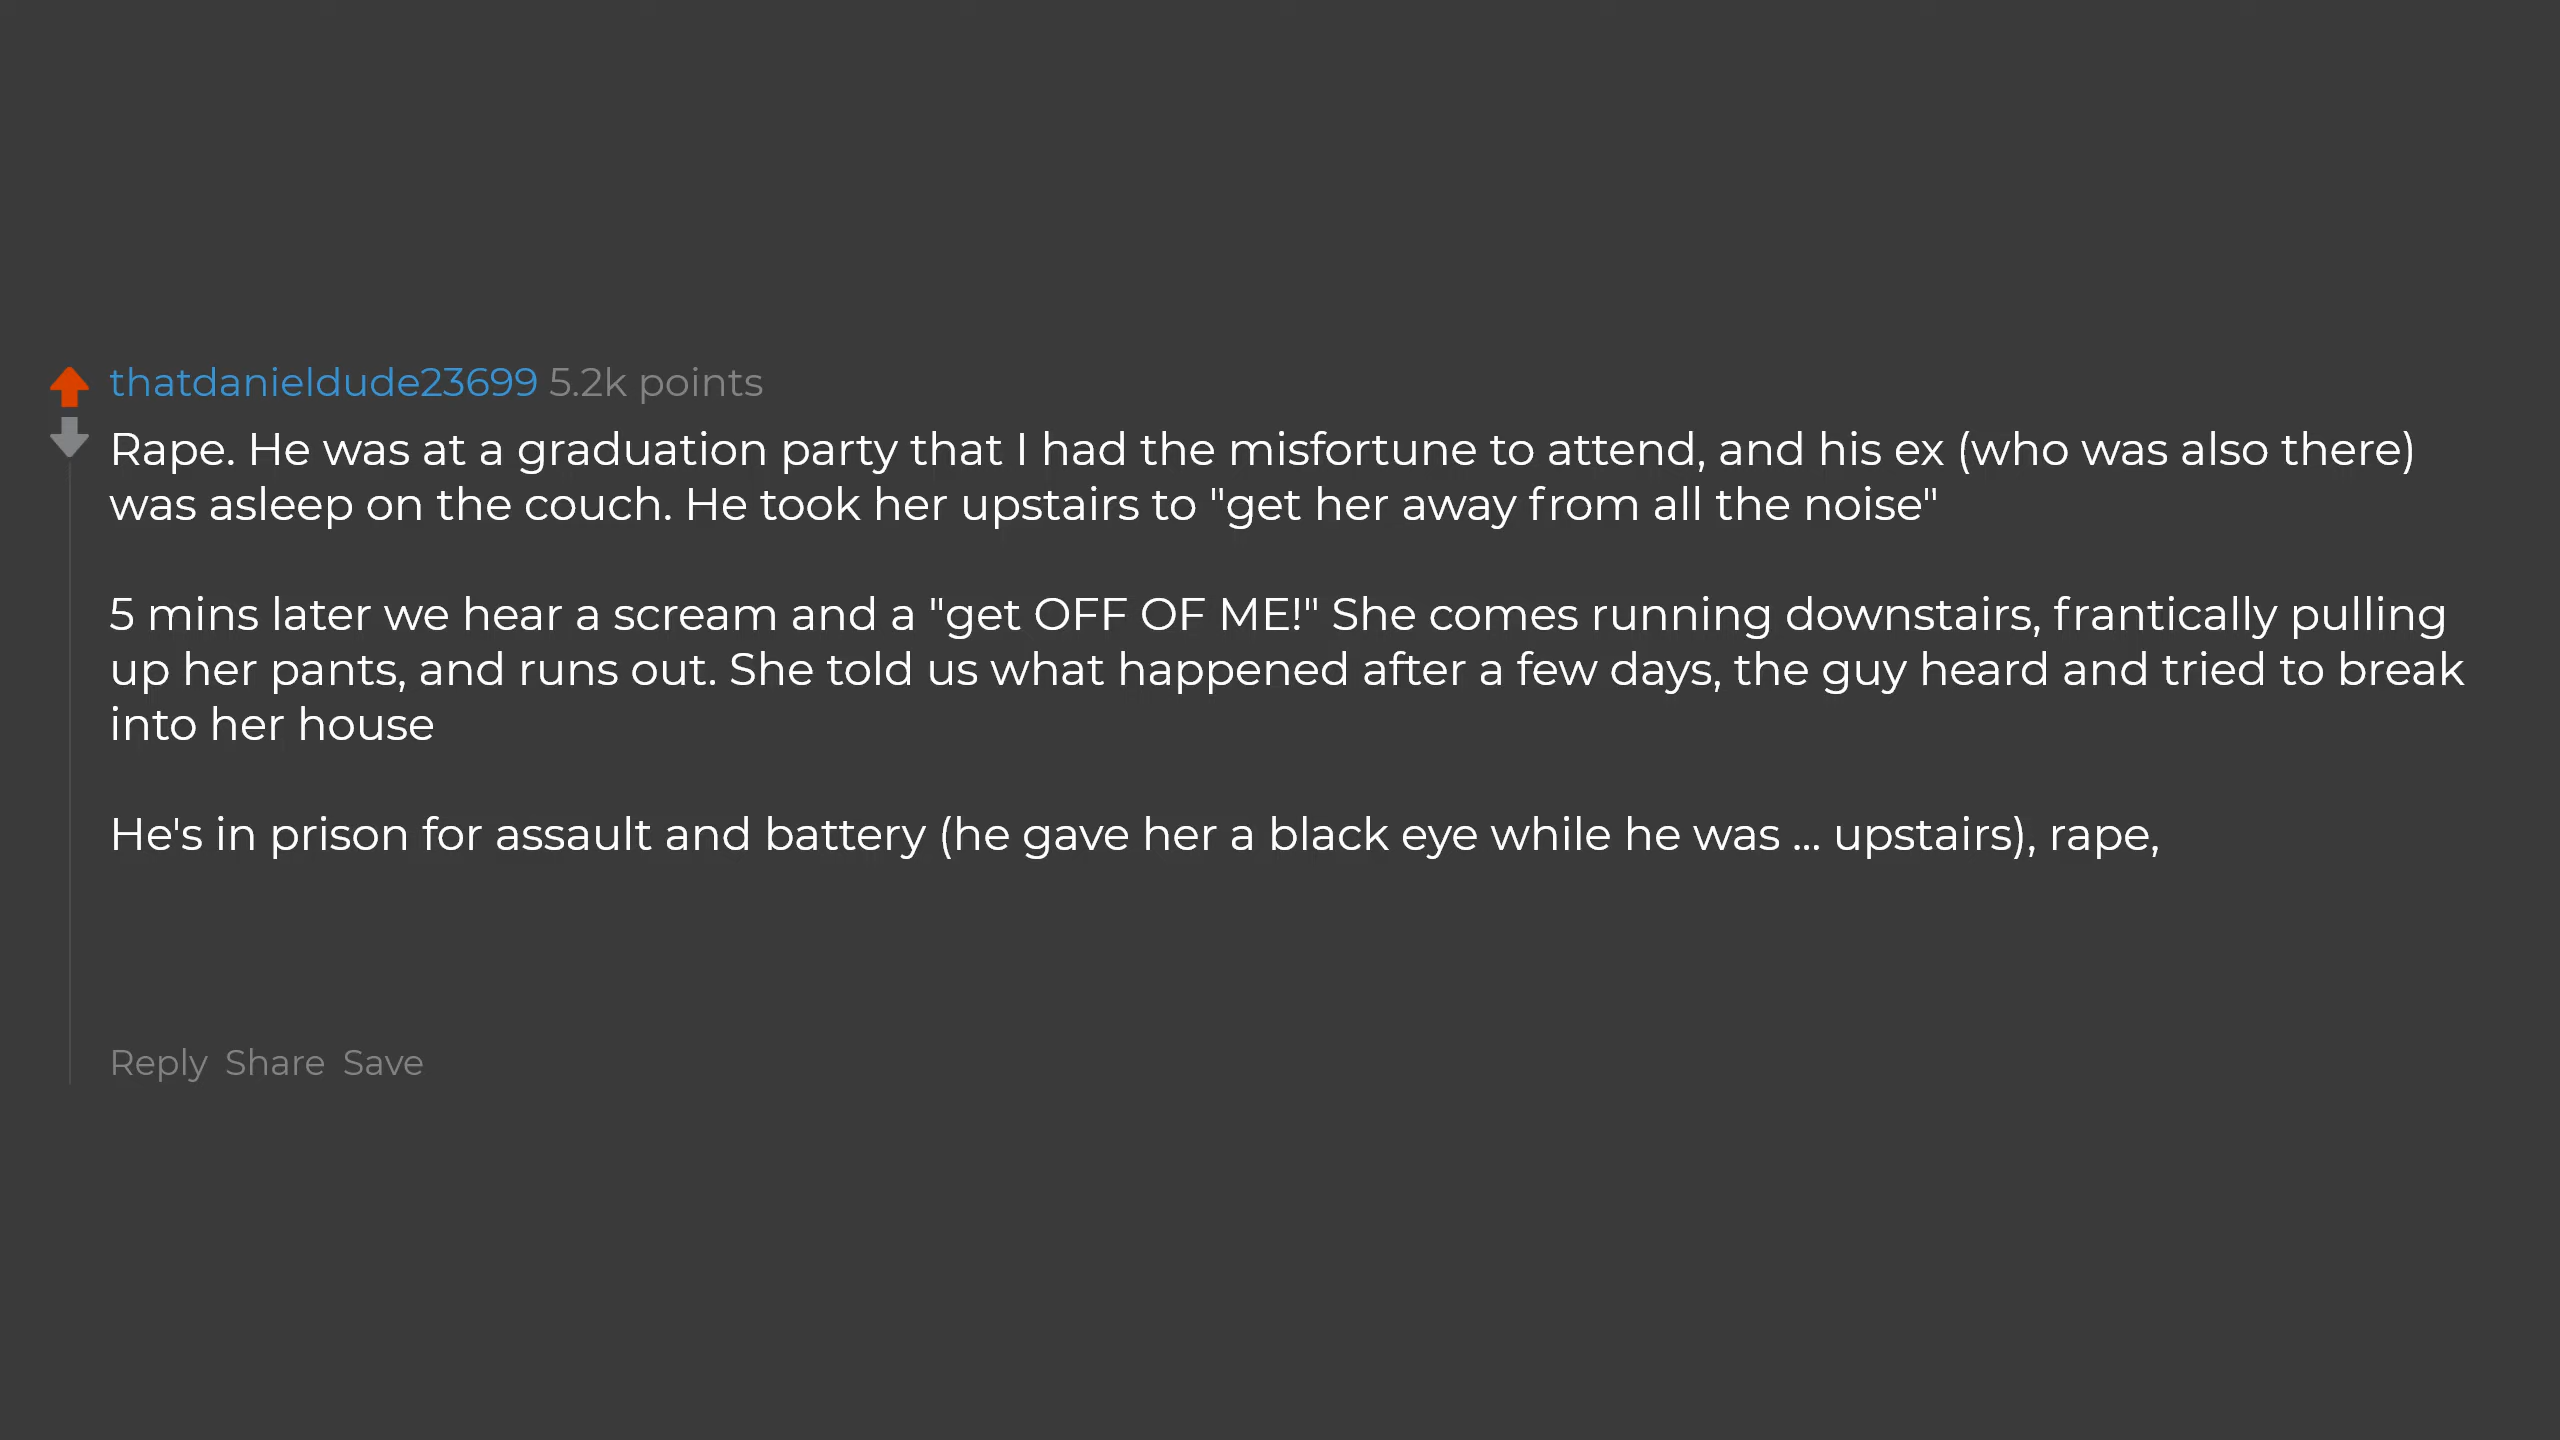 thatdanieldude23699 5.2k points
Rape. He was at a graduation party that I had the misfortune to attend, and his ex (who was also there)
was asleep on the couch. He took her upstairs to "get her away from all the noise"
5 mins later we hear a scream and a "get OFF OF ME!" She comes running downstairs, frantically pulling
up her pants, and runs out. She told us what happened after a few days, the guy heard and tried to break
into her house
He's in prison for assault and battery (he gave her a black eye while he was ... upstairs), rape,
Reply Share Save